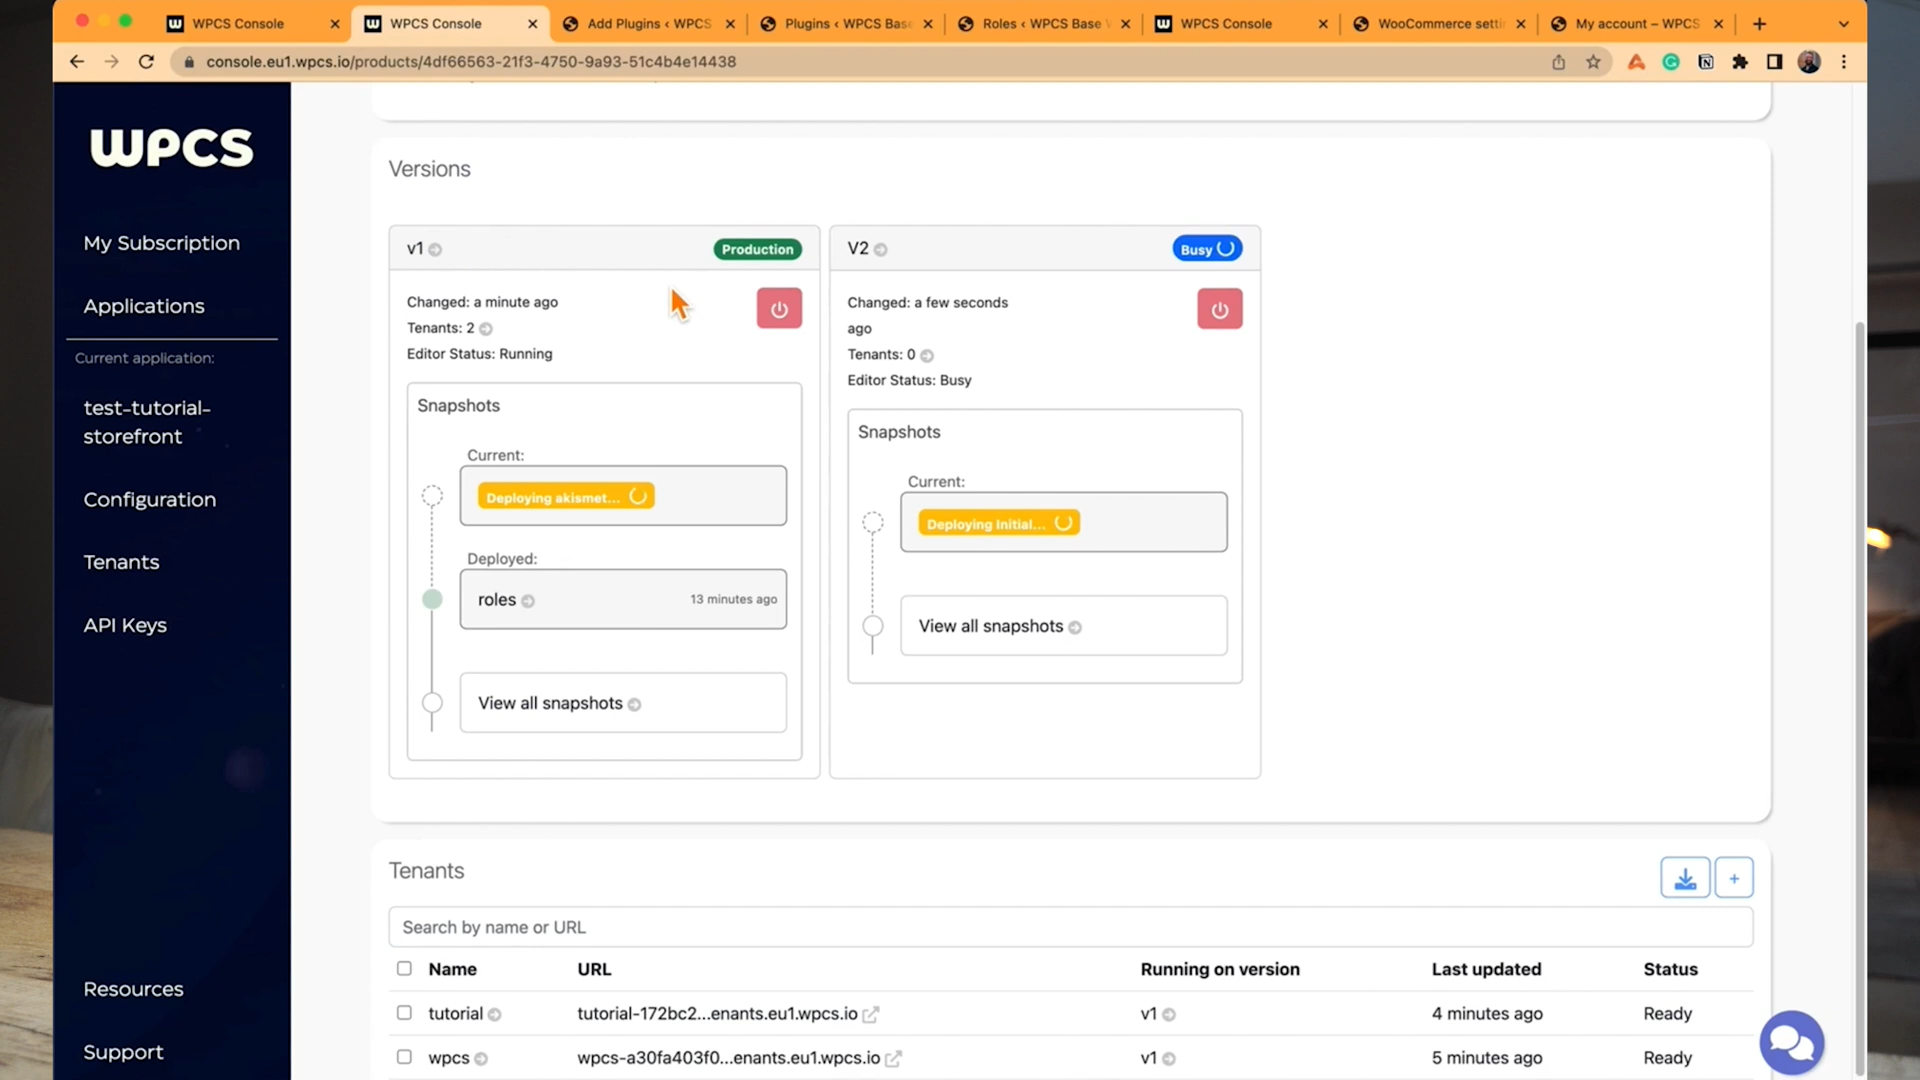 WPCS Console
WPCS Console
Add Plugins ‹ WPCS
Plugins ‹ WPCS Base
Roles ‹ WPCS Base
WPCS Console
WooCommerce setti
My account – WPCS
console.eu1.wpcs.io/products/4df66563-21f3-4750-9a93-51c4b4e14438
WPCS
My Subscription
Applications
Current application:
test-tutorial-
storefront
Configuration
Tenants
API Keys
Resources
Support
Versions
v1
Production
Changed: a minute ago
Tenants: 2
Editor Status: Running
Snapshots
Current:
Deploying akismet...
Deployed:
roles
13 minutes ago
View all snapshots
V2
Busy
Changed: a few seconds
ago
Tenants: 0
Editor Status: Busy
Snapshots
Current:
Deploying Initial...
View all snapshots
Tenants
+
Search by name or URL
Name URL Running on version Last updated Status
tutorial tutorial-172bc2...enants.eu1.wpcs.io v1 4 minutes ago Ready
wpcs wpcs-a30fa403f0...enants.eu1.wpcs.io v1 5 minutes ago Ready